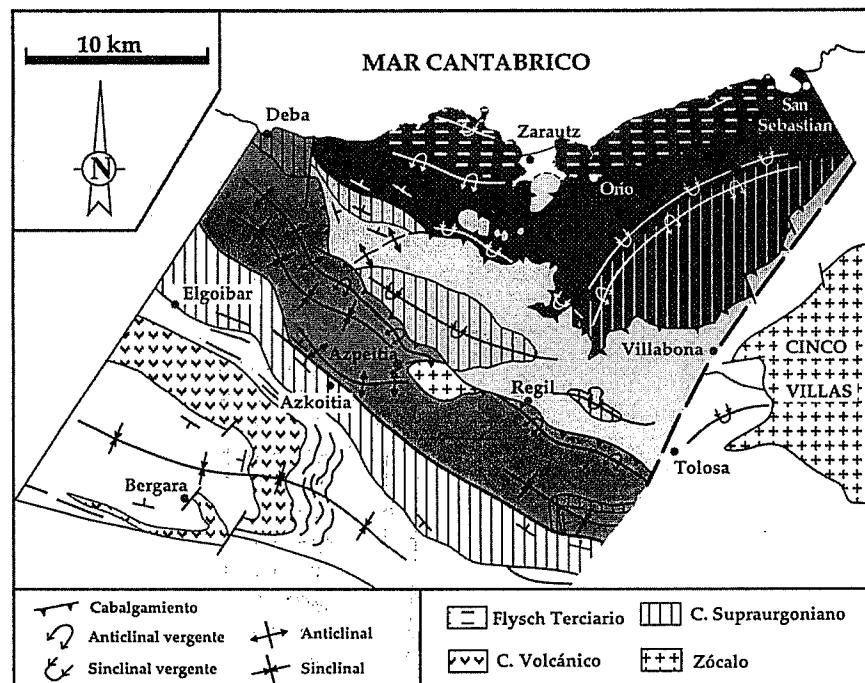 10 km
MAR CANTABRICO
N
Deba
San
Sebastian
Zarautz
Orio
Elgoibar
Azpeitia
Azkoitia
Regil
Villabona
CINCO
VILLAS
Tolosa
Bergara
Cabalgamiento
Anticlinal vergente
Anticlinal
Sinclinal vergente
Sinclinal
Flysch Terciario
C. Supraurgoniano
C. Volcánico
Zócalo